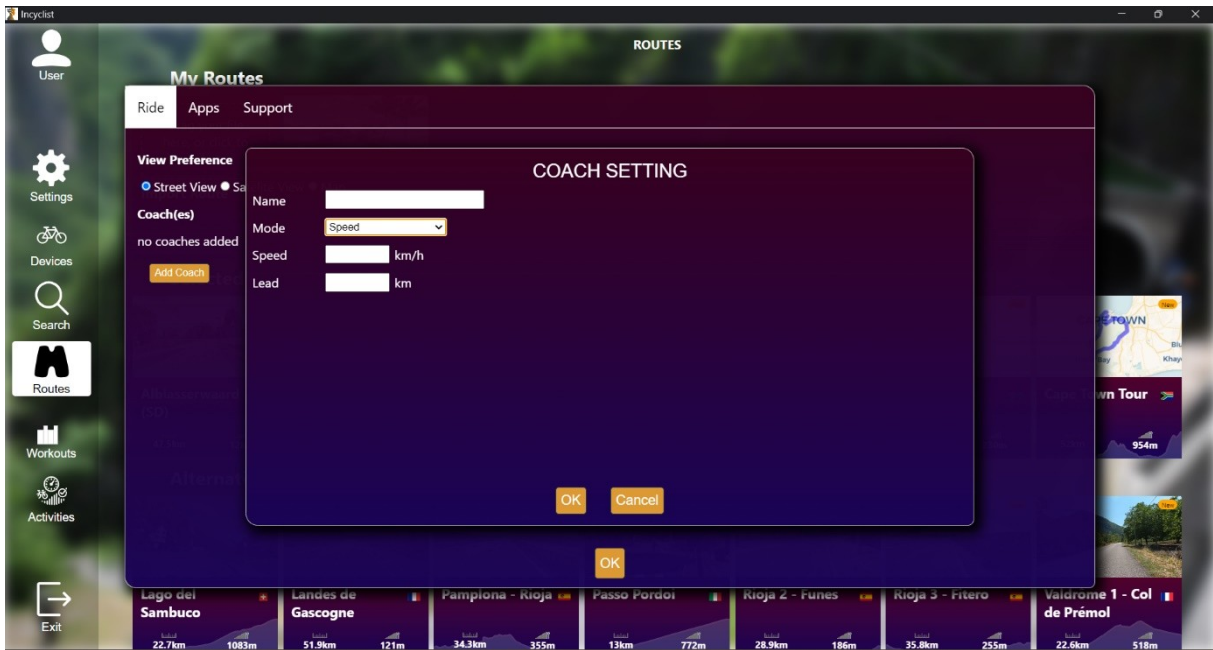 Incyclist
ROUTES
User
My Routes
Ride Apps Support
View Preference
COACH SETTING
Street View
Name
Coach(es)
Mode Speed
no coaches added
Speed km/h
Add Coach
Lead km
Settings
Devices
Search
Routes
Workouts
Activities
Exit
New
TOWN
Cape Town Tour
954m
OK Cancel
New
OK
Lago del Sambuco
22.7km 1083m
Landes de Gascogne
51.9km 121m
Pamplona - Rioja
34.3km 355m
Passo Pordoi
13km 772m
Rioja 2 - Funes
28.9km 186m
Rioja 3 - Fitero
35.8km 255m
Valdrôme 1 - Col de Prémol
22.6km 518m